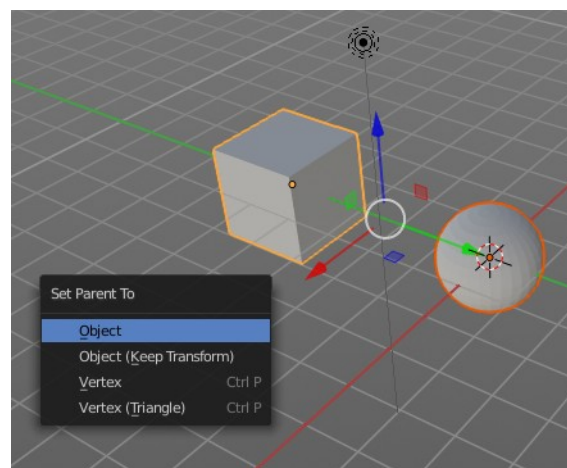 Set Parent To
Object
Object (Keep Transform)
Vertex Ctrl P
Vertex (Triangle) Ctrl P